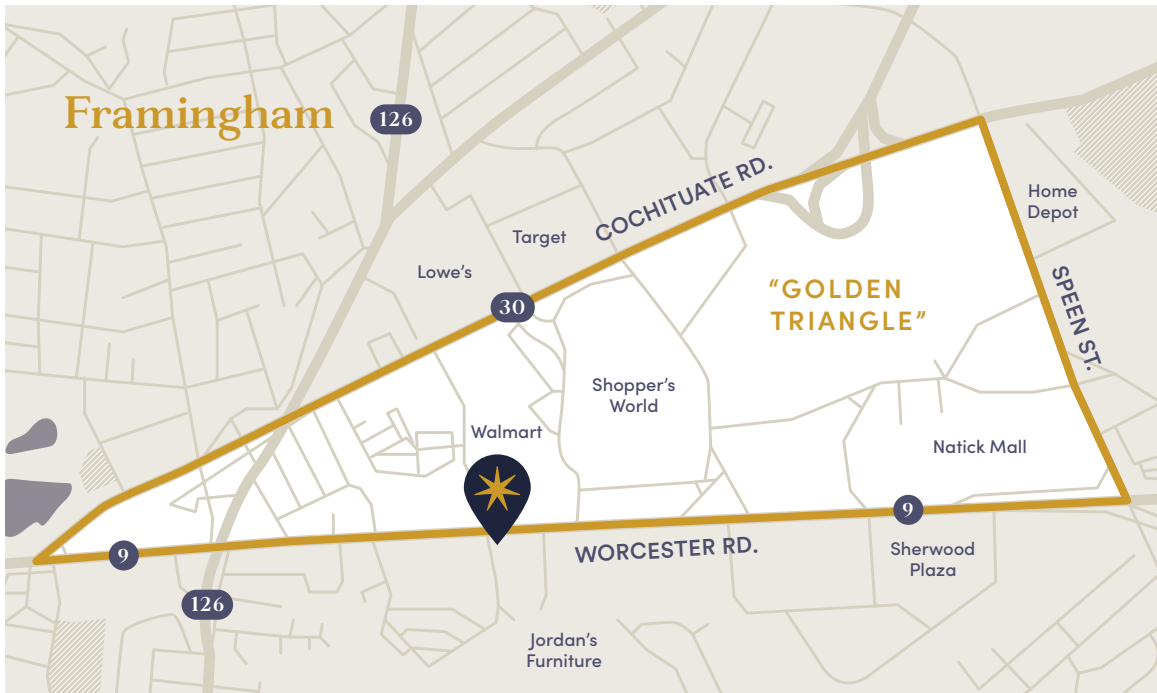 Framingham
126
COCHITUATE RD.
Home
Depot
Target
Lowe’s
30
“GOLDEN
TRIANGLE”
SPEEN ST.
Shopper’s
World
Walmart
Natick Mall
9
9
WORCESTER RD.
Sherwood
Plaza
126
Jordan’s
Furniture